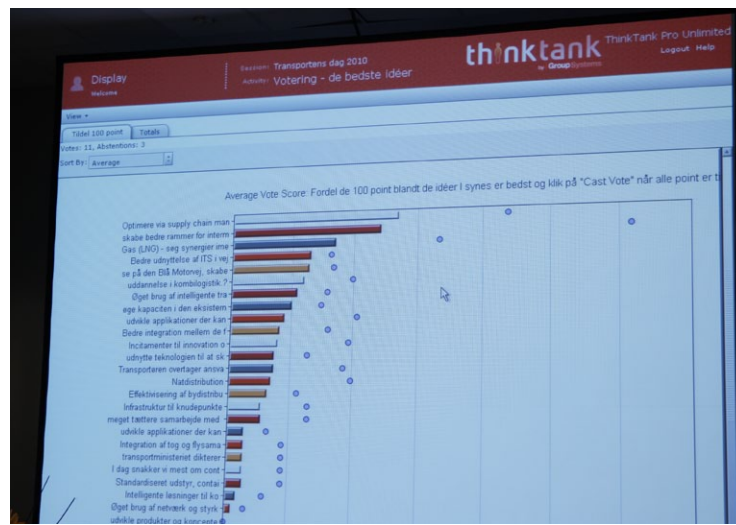 Display
Welcome
Session: Transportens dag 2010
Activity: Votering - de bedste idéer
thinktank
by GroupSystems
ThinkTank Pro Unlimited
Logout Help
View
Tildel 100 point Totals
Votes: 11, Abstentions: 3
Sort By: Average
Average Vote Score: Fordel de 100 point blandt de idéer I synes er bedst og klik på "Cast Vote" når alle point er ti
Optimere via supply chain man
skabe bedre rammer for interm
Gas (LNG) - seg synergier ime
Bedre udnyttelse af ITS i vej
se på den Blå Motorvej, skabe
uddannelse i kombilogistik ?
Øget brug af intelligente tra
øge kapaciten i den eksistern
udvikle applikationer der kan
Bedre integration mellem de f
Incitamenter til innovation o
udnytte teknologien til at sk
Transporteren overtager ansva
Natdistribution
Effektivisering af bydistribu
Infrastruktur til knudepunkte
meget tættere samarbejde med
udvikle applikationer der kan
Integration af tog og flysama
transportministeriet dikterer
I dag snakker vi mest om cont
Standardiseret udstyr, contai
Intelligente løsninger til ko
Øget brug af netværk og styrk
udvikle produkter og koncepte